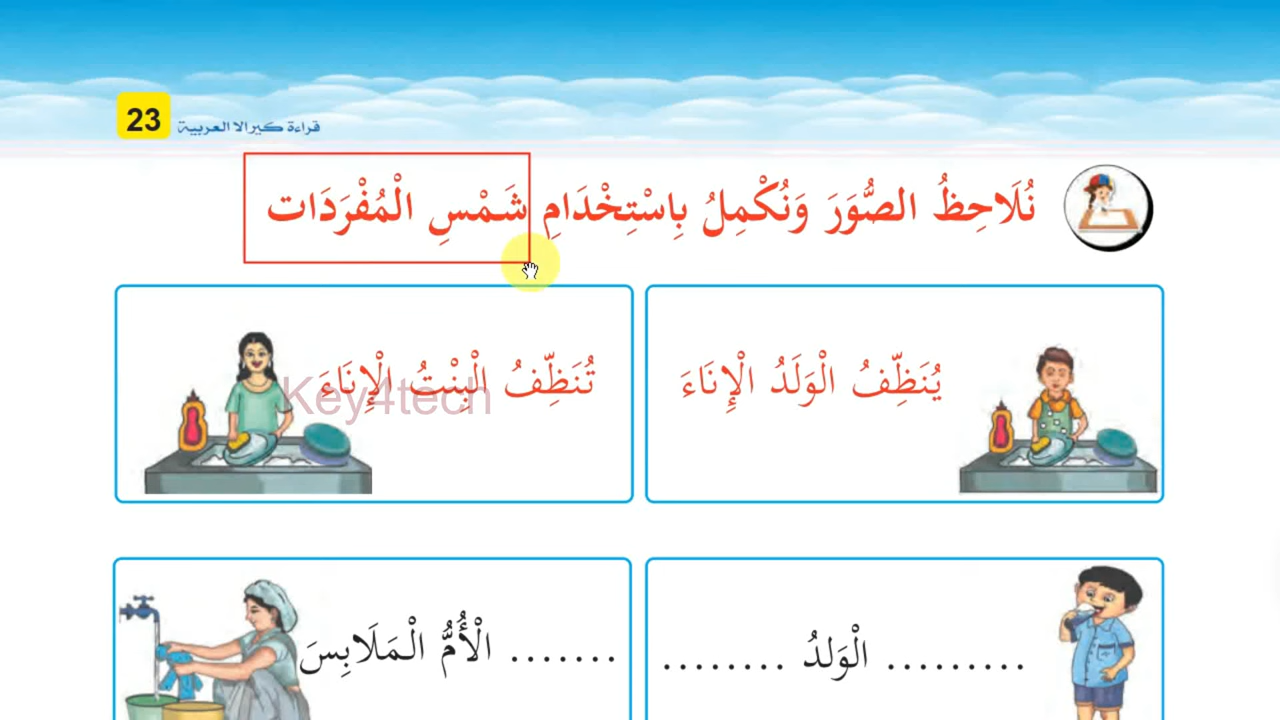 23 قراءة كيرالا العربية
نُلَاحِظُ الصُّوَرَ وَنُكْمِلُ بِاسْتِخْدَامِ شَمْسِ الْمُفْرَدَات
يُنَظِّفُ الْوَلَدُ الْإِنَاءَ
تُنَظِّفُ الْبِنْتُ الْإِنَاءَ
Key4tech
......... الْوَلدُ ........
....... الْأُمُّ الْمَلَابِسَ